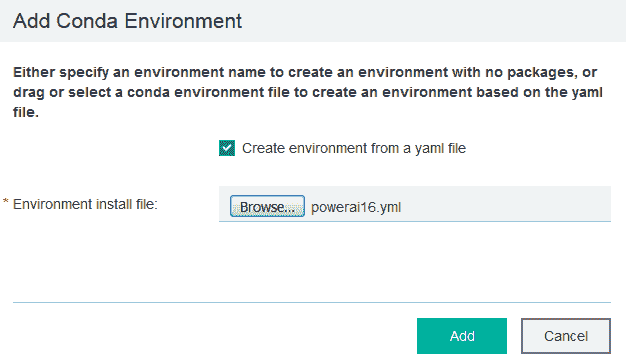 Add Conda Environment
Either specify an environment name to create an environment with no packages, or
drag or select a conda environment file to create an environment based on the yaml
file.
Create environment from a yaml file
* Environment install file:
Browse... powerai16.yml
Add Cancel